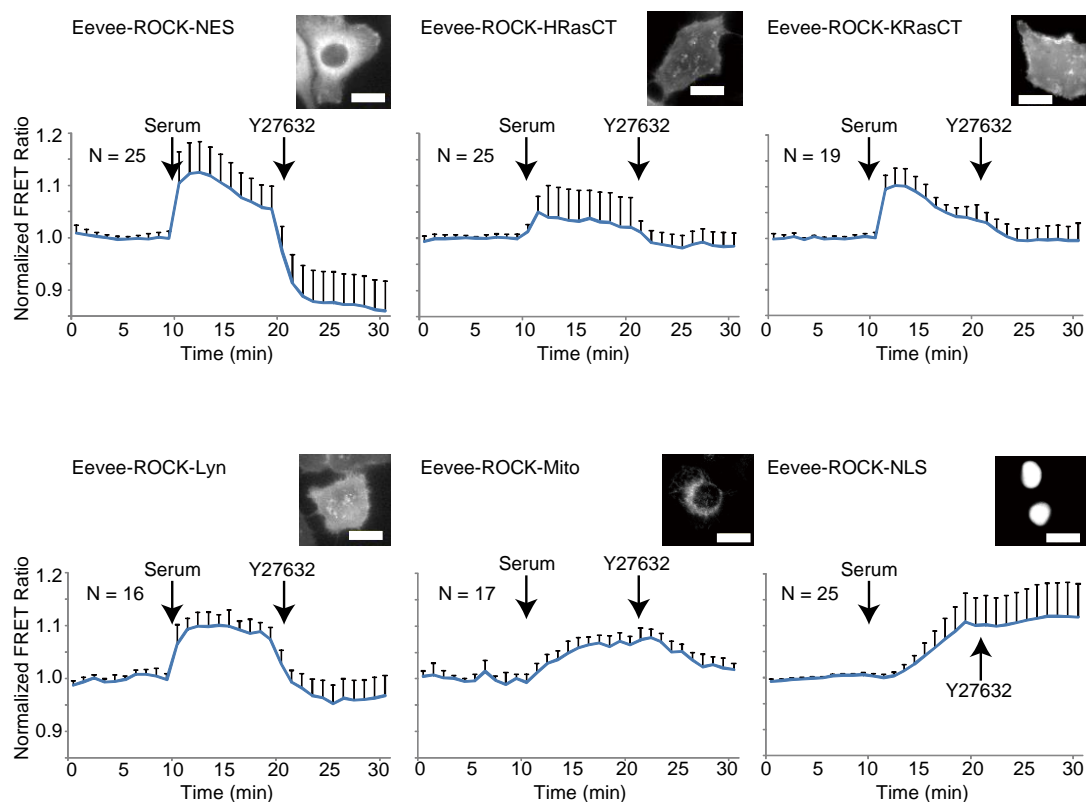 Eevee-ROCK-NES
Eevee-ROCK-HRasCT
Eevee-ROCK-KRasCT
Normalized FRET Ratio
1.2
1.1
1.0
0.9
Serum
Y27632
N = 25
0 5 10 15 20 25 30
Time (min)
Serum
Y27632
N = 25
0 5 10 15 20 25 30
Time (min)
Serum
Y27632
N = 19
0 5 10 15 20 25 30
Time (min)
Eevee-ROCK-Lyn
Eevee-ROCK-Mito
Eevee-ROCK-NLS
Normalized FRET Ratio
1.2
1.1
1.0
0.9
Serum
Y27632
N = 16
0 5 10 15 20 25 30
Time (min)
Serum
Y27632
N = 17
0 5 10 15 20 25 30
Time (min)
Serum
N = 25
Y27632
0 5 10 15 20 25 30
Time (min)